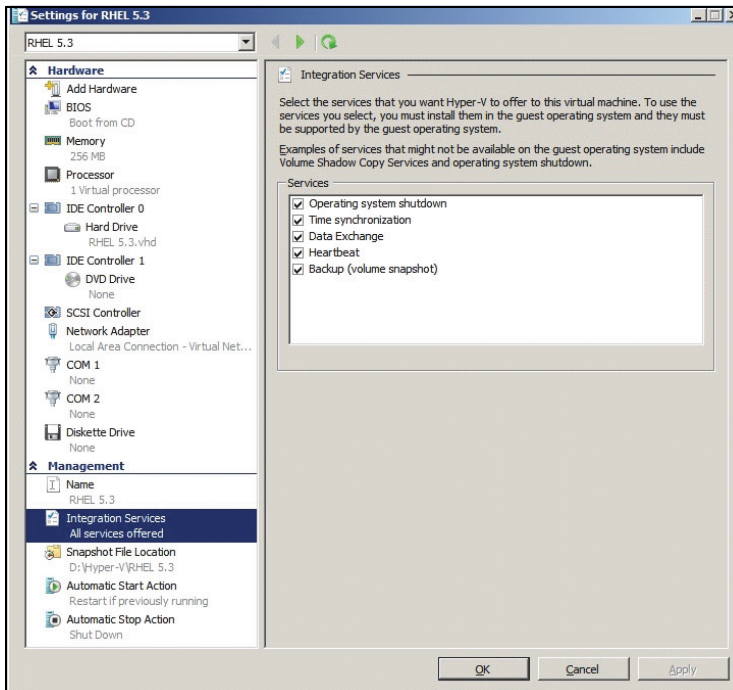 Settings for RHEL 5.3
RHEL 5.3
Hardware
Add Hardware
BIOS
Boot from CD
Memory
256 MB
Processor
1 Virtual processor
IDE Controller 0
Hard Drive
RHEL 5.3.vhd
IDE Controller 1
DVD Drive
None
SCSI Controller
Network Adapter
Local Area Connection - Virtual Net...
COM 1
None
COM 2
None
Diskette Drive
None
Management
Name
RHEL 5.3
Integration Services
All services offered
Snapshot File Location
D:\Hyper-V\RHEL 5.3
Automatic Start Action
Restart if previously running
Automatic Stop Action
Shut Down
Integration Services
Select the services that you want Hyper-V to offer to this virtual machine. To use the
services you select, you must install them in the guest operating system and they must
be supported by the guest operating system.
Examples of services that might not be available on the guest operating system include
Volume Shadow Copy Services and operating system shutdown.
Services
Operating system shutdown
Time synchronization
Data Exchange
Heartbeat
Backup (volume snapshot)
OK
Cancel
Apply